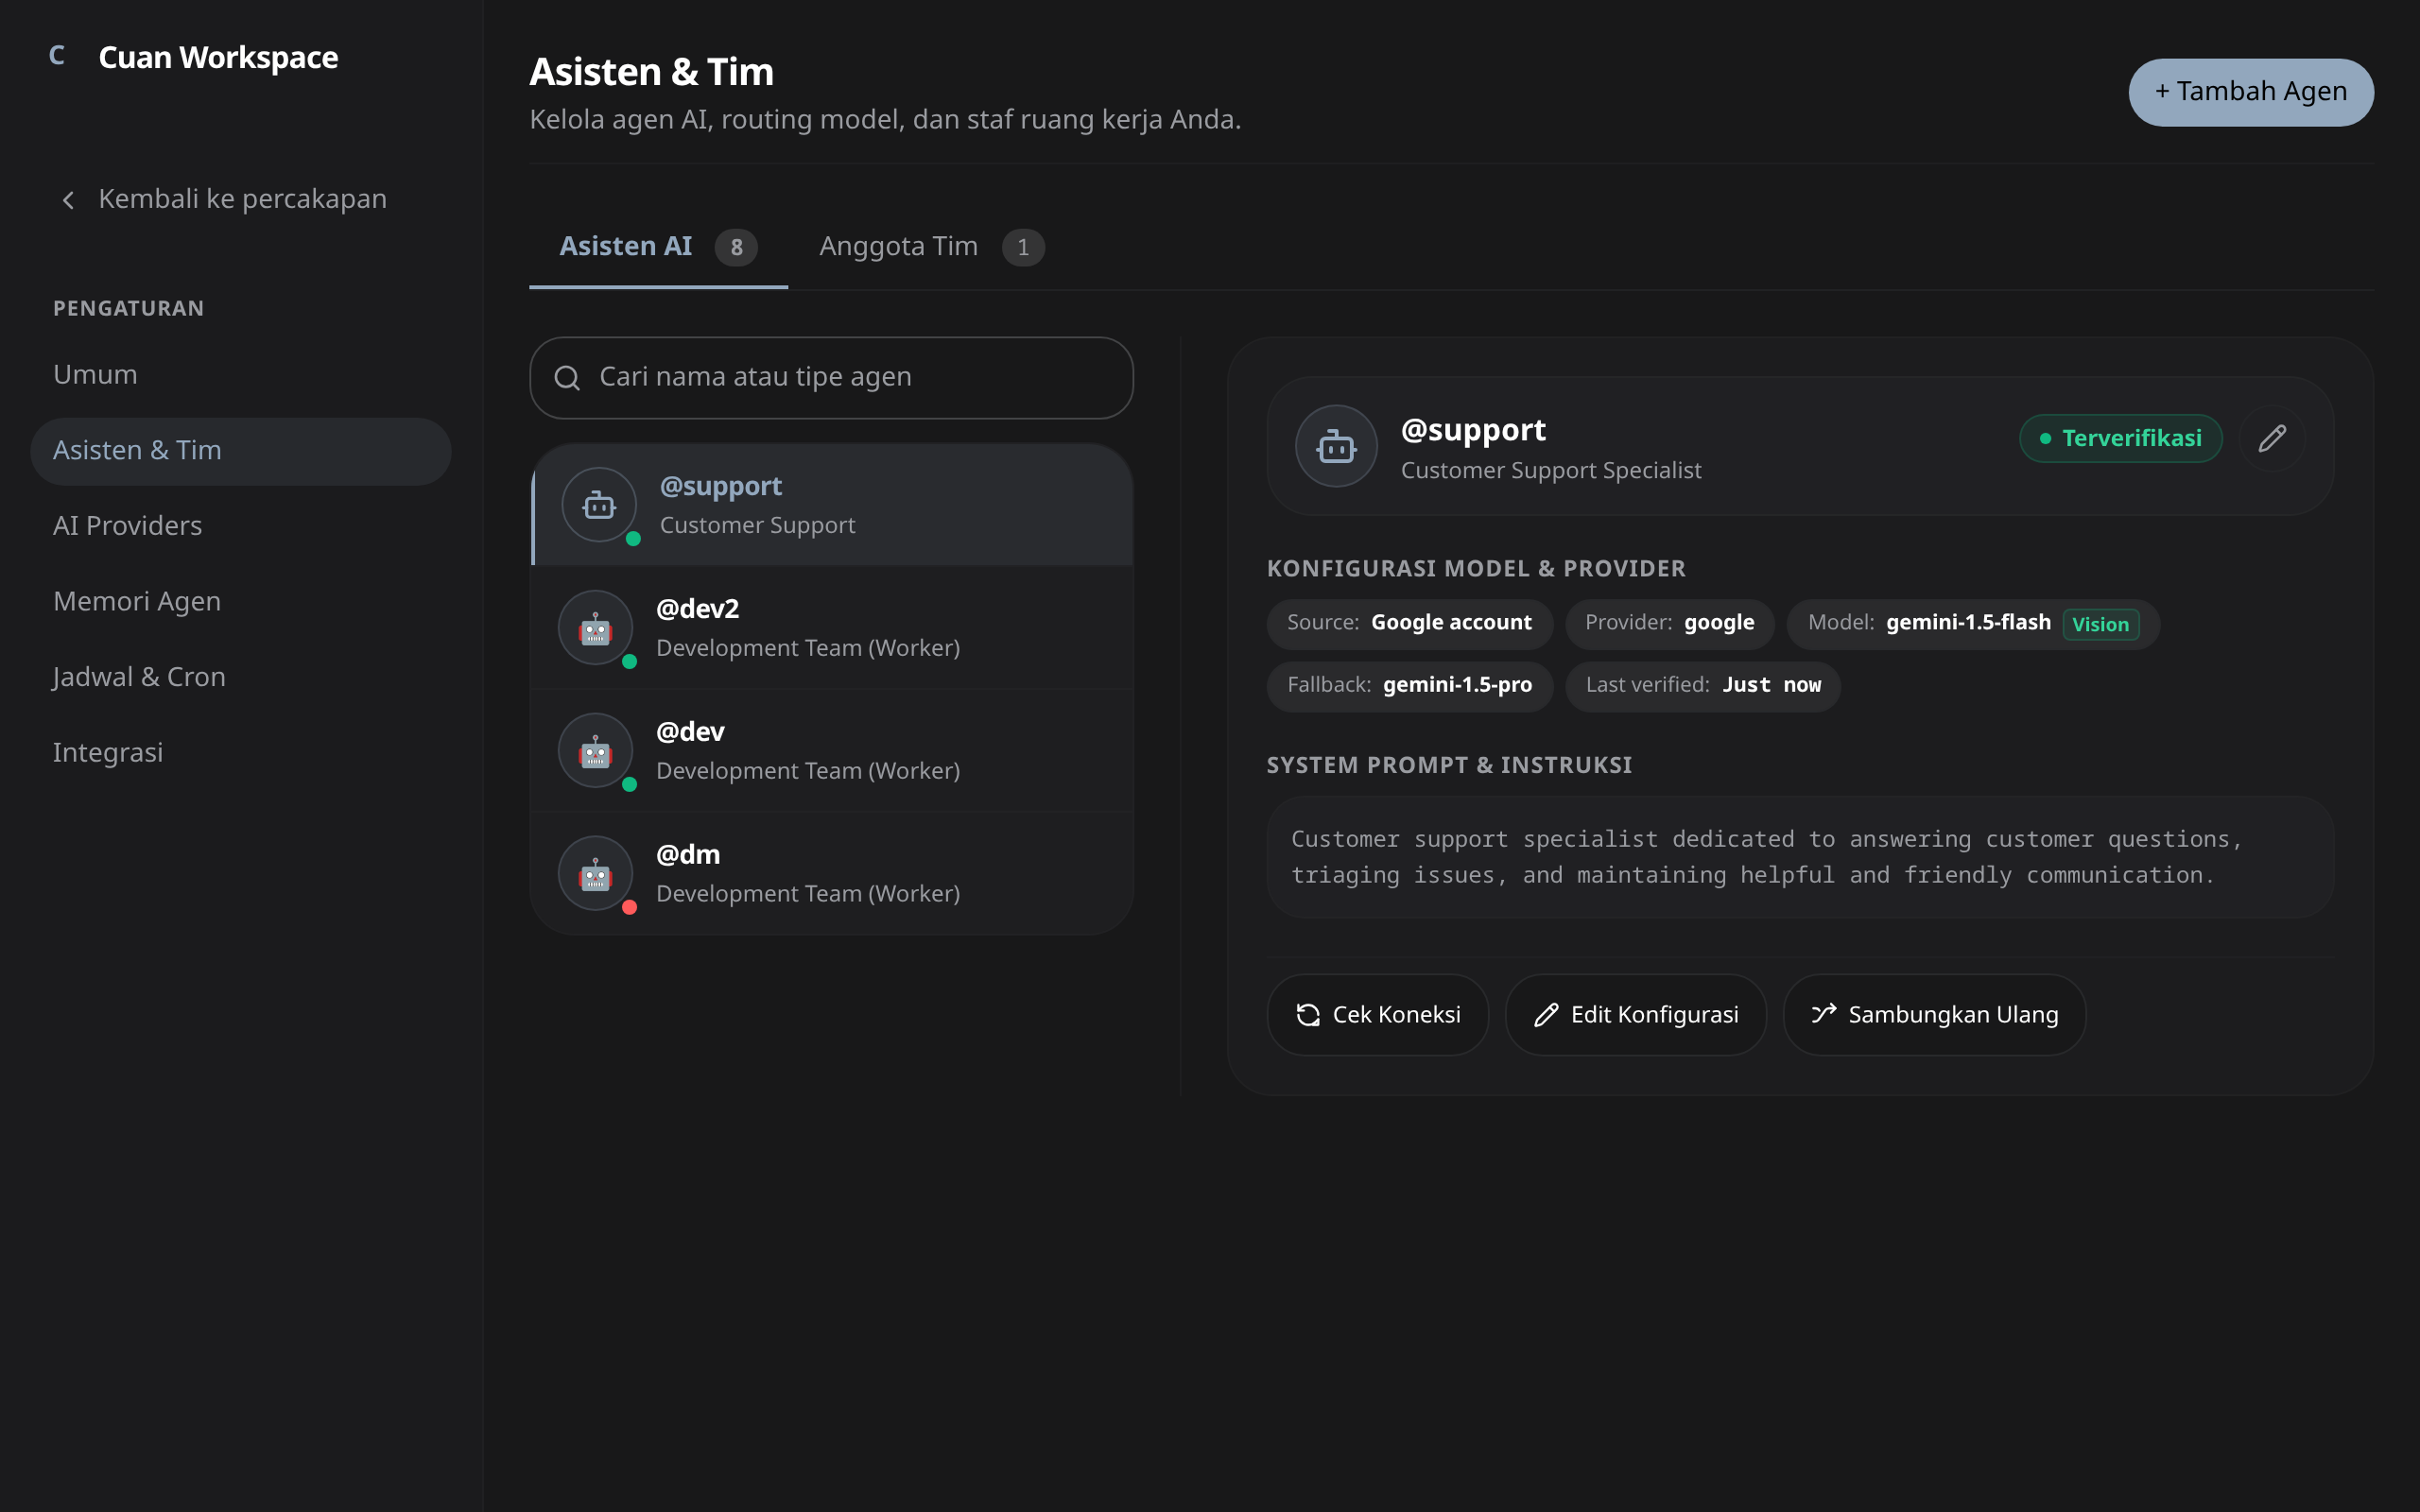 C Cuan Workspace
Kembali ke percakapan
PENGATURAN
Umum
Asisten & Tim
AI Providers
Memori Agen
Jadwal & Cron
Integrasi
Asisten & Tim
Kelola agen AI, routing model, dan staf ruang kerja Anda.
+ Tambah Agen
Asisten AI 8
Anggota Tim 1
Cari nama atau tipe agen
@support
Customer Support
@dev2
Development Team (Worker)
@dev
Development Team (Worker)
@dm
Development Team (Worker)
@support
Customer Support Specialist
Terverifikasi
KONFIGURASI MODEL & PROVIDER
Source: Google account
Provider: google
Model: gemini-1.5-flash Vision
Fallback: gemini-1.5-pro
Last verified: Just now
SYSTEM PROMPT & INSTRUKSI
Customer support specialist dedicated to answering customer questions,
triaging issues, and maintaining helpful and friendly communication.
Cek Koneksi
Edit Konfigurasi
Sambungkan Ulang